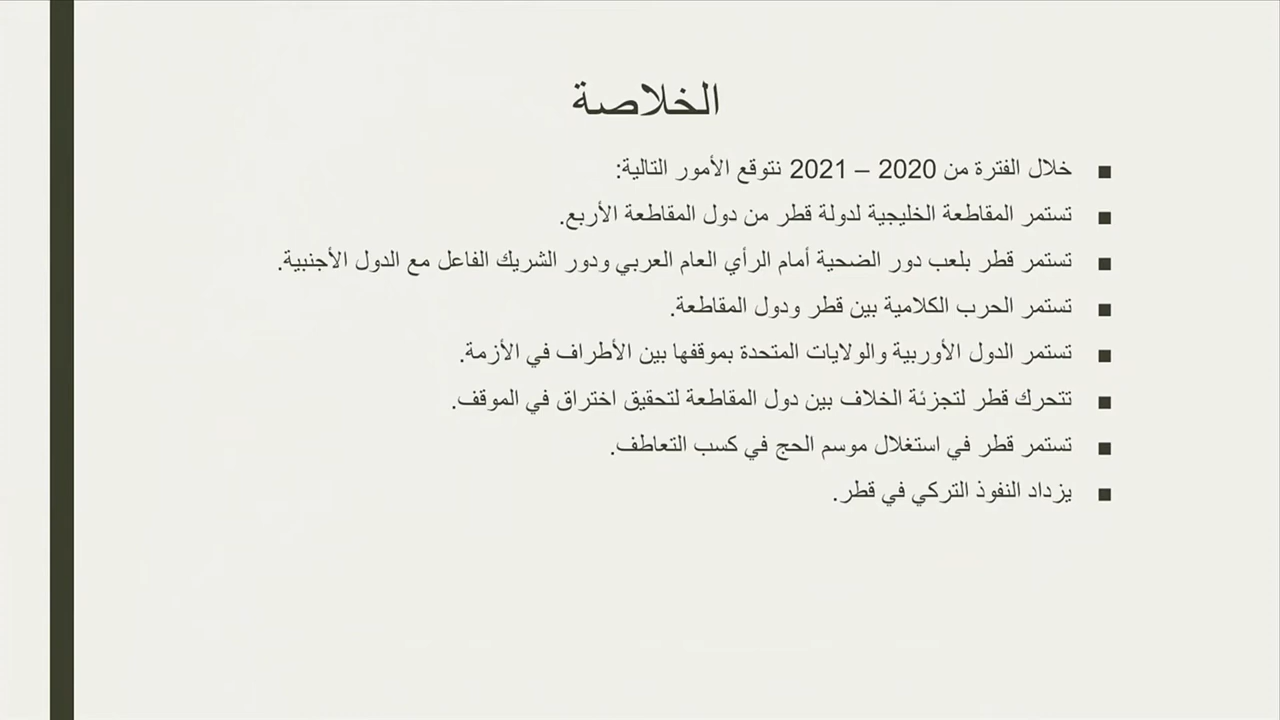 الخلاصة
خلال الفترة من 2020 – 2021 نتوقع الأمور التالية:
تستمر المقاطعة الخليجية لدولة قطر من دول المقاطعة الأربع.
تستمر قطر بلعب دور الضحية أمام الرأي العام العربي ودور الشريك الفاعل مع الدول الأجنبية.
تستمر الحرب الكلامية بين قطر ودول المقاطعة.
تستمر الدول الأوربية والولايات المتحدة بموقفها بين الأطراف في الأزمة.
تتحرك قطر لتجزئة الخلاف بين دول المقاطعة لتحقيق اختراق في الموقف.
تستمر قطر في استغلال موسم الحج في كسب التعاطف.
يزداد النفوذ التركي في قطر.